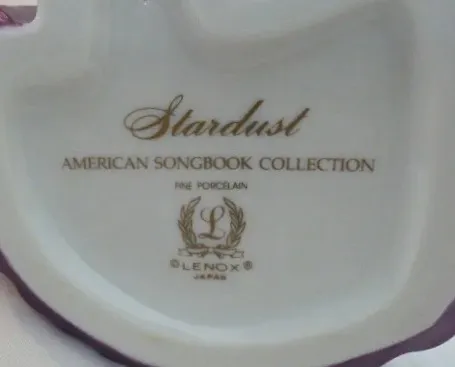 Stardust
AMERICAN SONGBOOK COLLECTION
FINE PORCELAIN
L
©LENOX®
JAPAN